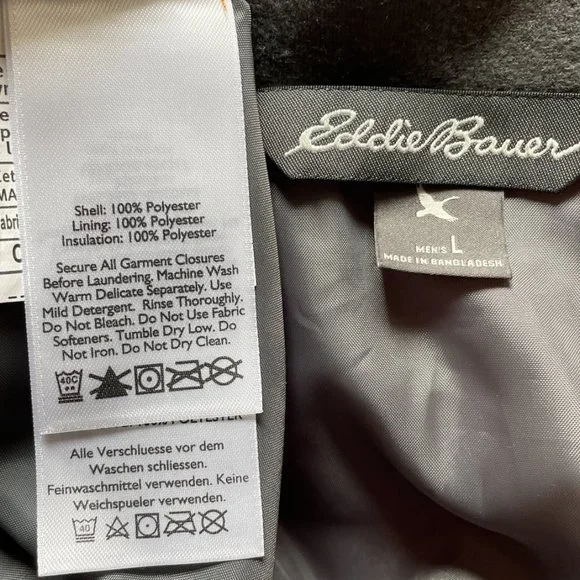 Shell: 100% Polyester
Lining: 100% Polyester
Insulation: 100% Polyester
Secure All Garment Closures
Before Laundering. Machine Wash
Warm Delicate Separately. Use
Mild Detergent. Rinse Thoroughly.
Do Not Bleach. Do Not Use Fabric
Softeners. Tumble Dry Low. Do
Not Iron. Do Not Dry Clean.
40C
POLYESTER
Alle Verschluesse vor dem
Waschen schliessen.
Feinwaschmittel verwenden. Keine
Weichspueler verwenden.
40
Eddie Bauer
MEN'S L
MADE IN BANGLADESH